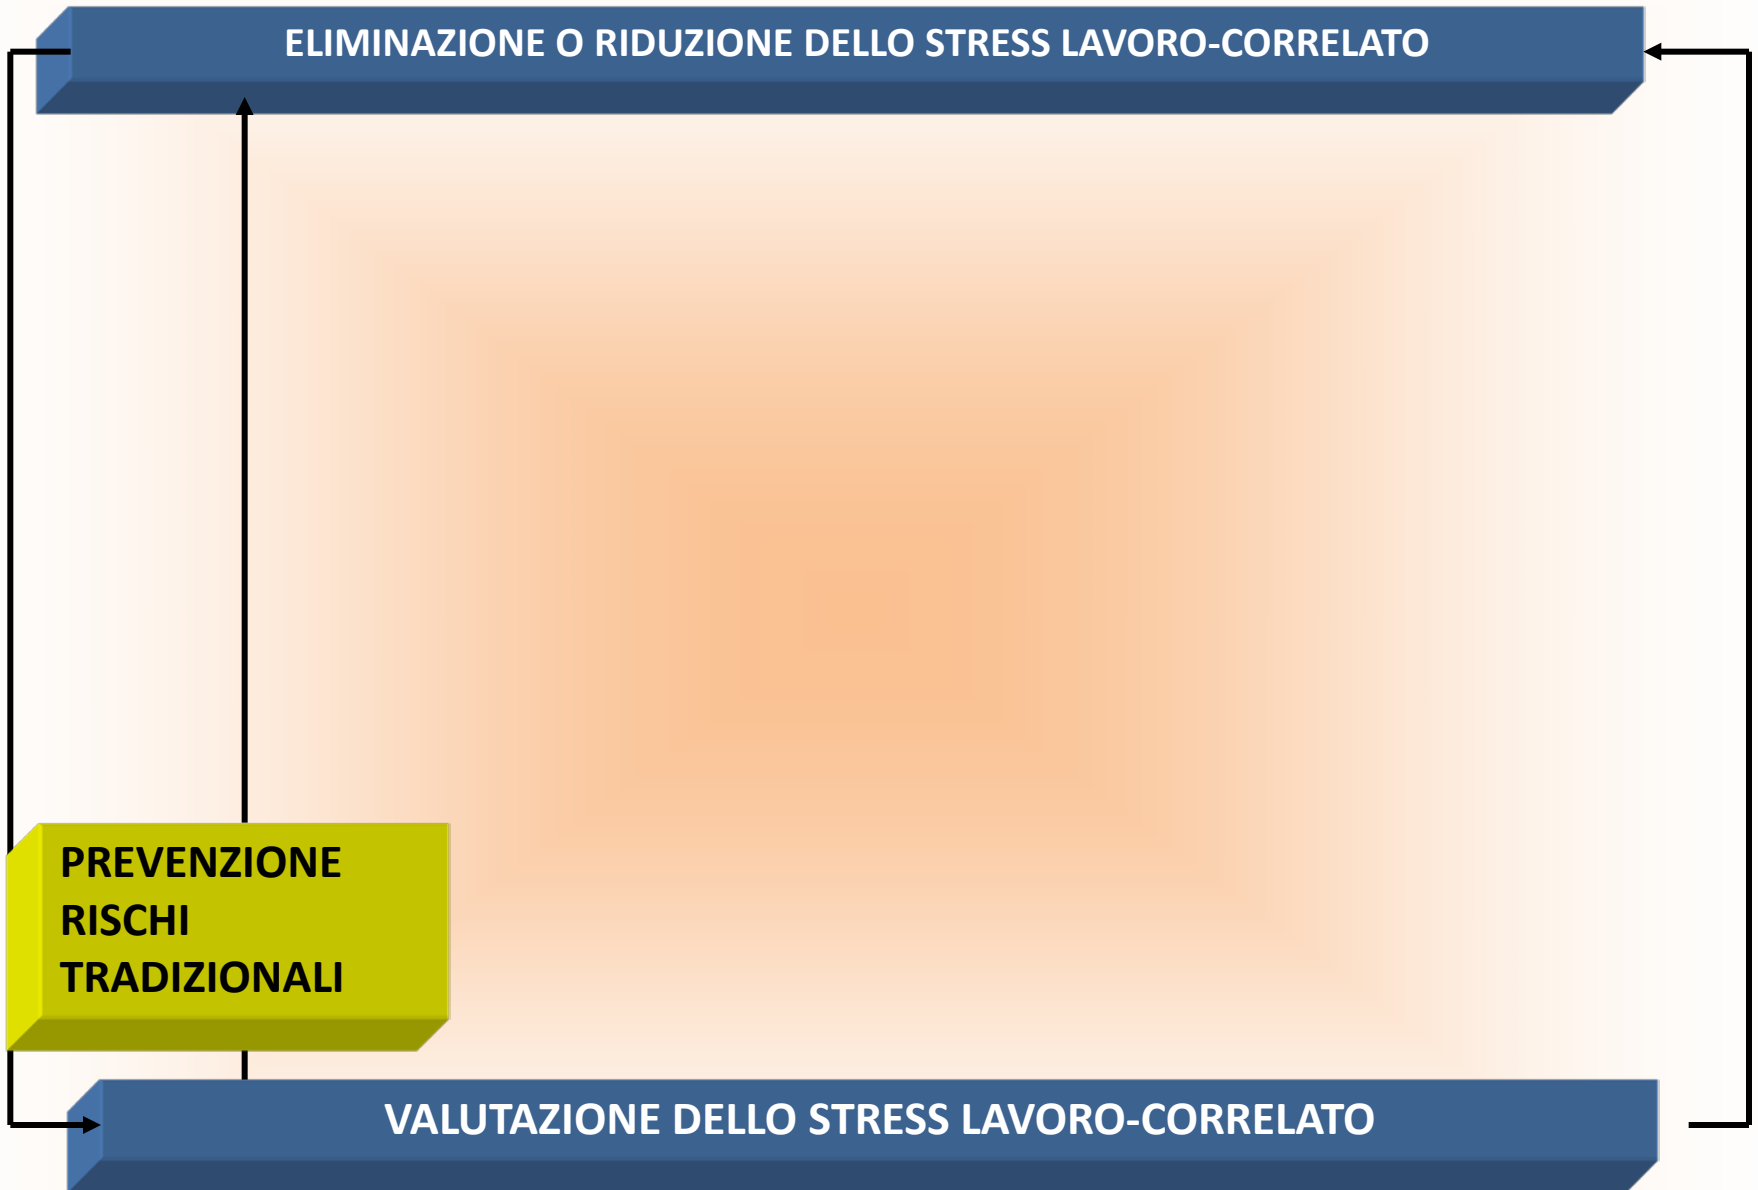 ELIMINAZIONE O RIDUZIONE DELLO STRESS LAVORO-CORRELATO
PREVENZIONE
RISCHI
TRADIZIONALI
VALUTAZIONE DELLO STRESS LAVORO-CORRELATO